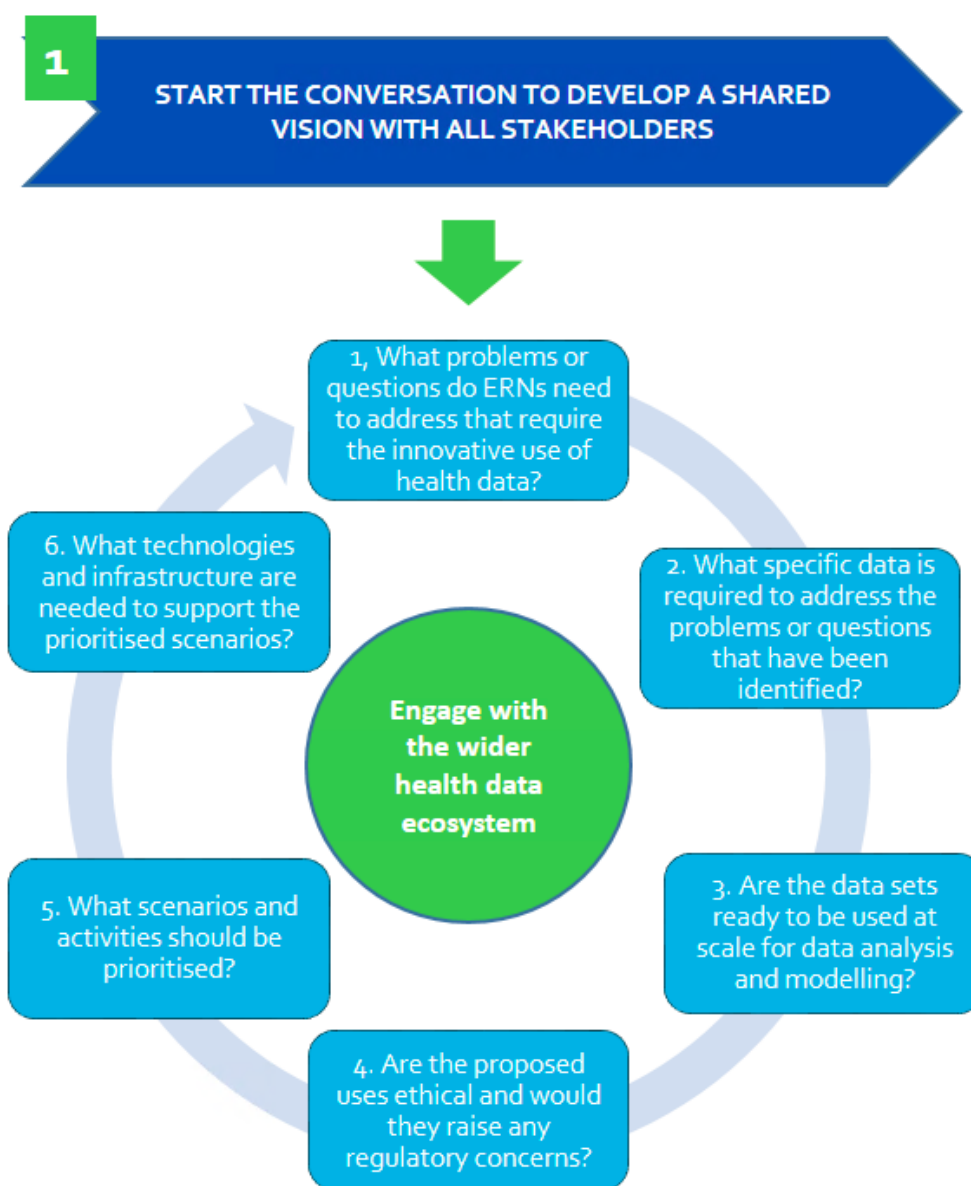 1
START THE CONVERSATION TO DEVELOP A SHARED
VISION WITH ALL STAKEHOLDERS
1, What problems or
questions do ERNs need
to address that require
the innovative use of
health data?
2. What specific data is
required to address the
problems or questions
that have been
identified?
3. Are the data sets
ready to be used at
scale for data analysis
and modelling?
4. Are the proposed
uses ethical and would
they raise any
regulatory concerns?
5. What scenarios and
activities should be
prioritised?
6. What technologies
and infrastructure are
needed to support the
prioritised scenarios?
Engage with
the wider
health data
ecosystem